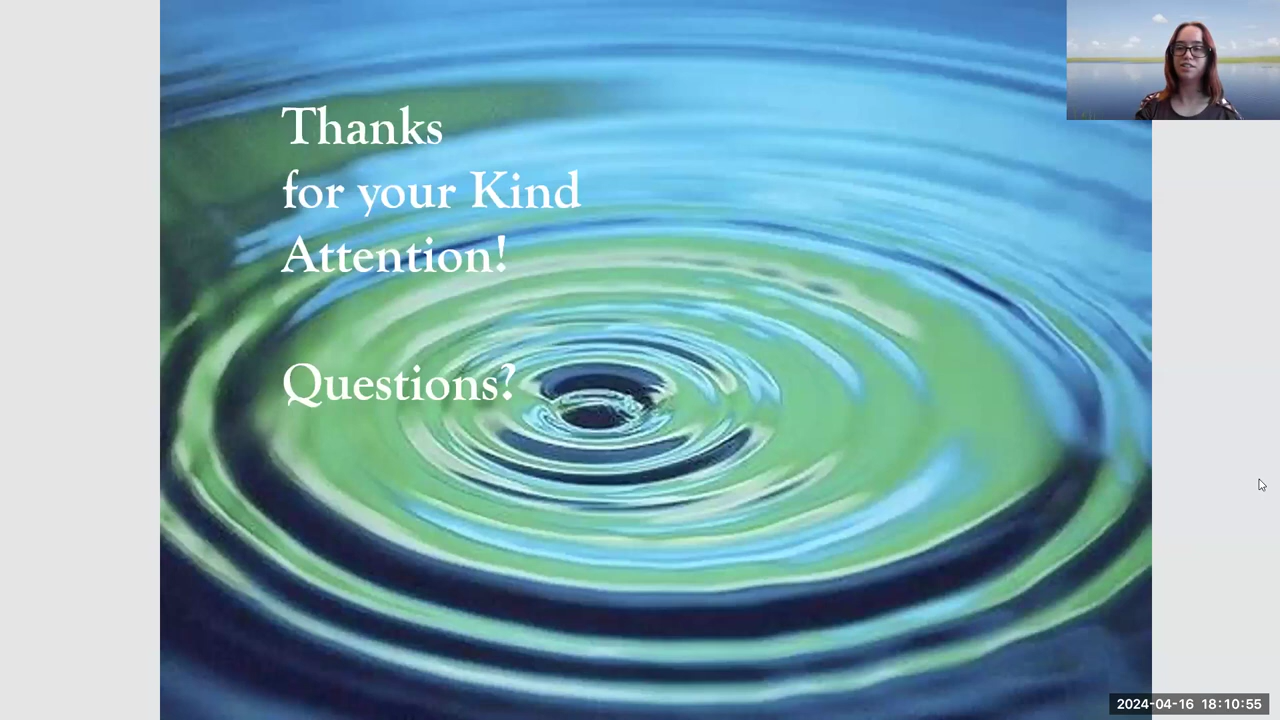 Thanks
for your Kind
Attention!
Questions?
2024-04-16 18:10:55